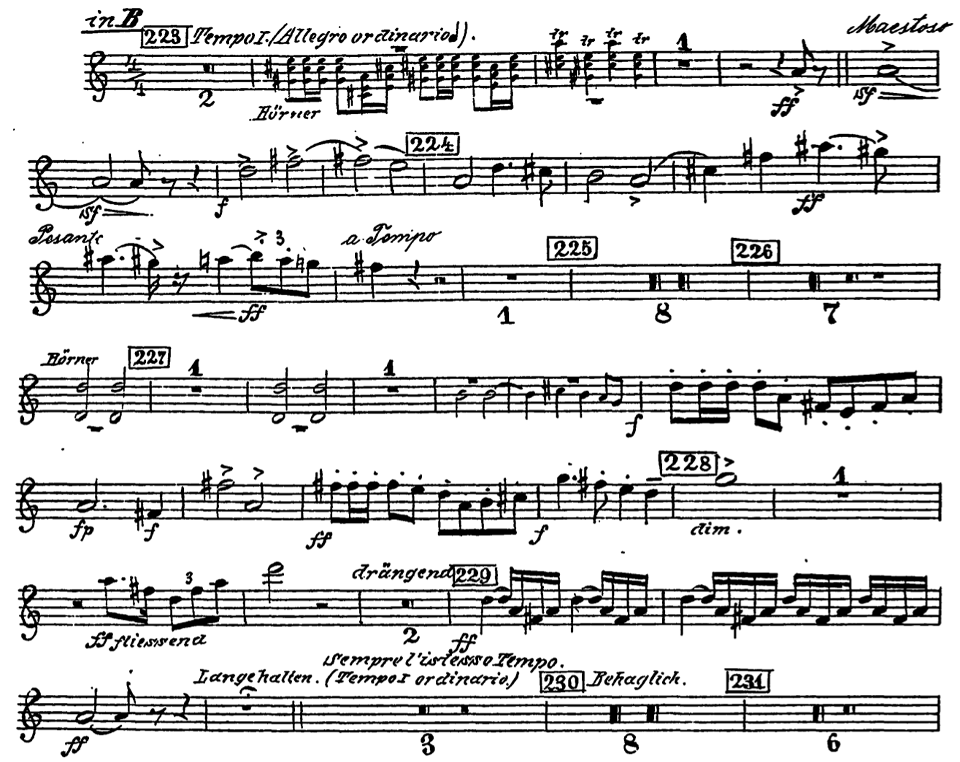 in B
223 Tempo I. (Allegro ordinario). Maestoso
2 Hörner tr tr tr tr 1 ff sf
224
sf f ff
Pesante 3 a Tempo 225 226
ff 1 8 7
Hörner 227 1 1
f
228 1
fp f ff f dim.
3 drängend 229
ff fliessend 2 ff
sempre l'istesso Tempo.
Lange halten. (Tempo I ordinario.) 230 Behaglich. 231
ff 3 8 6